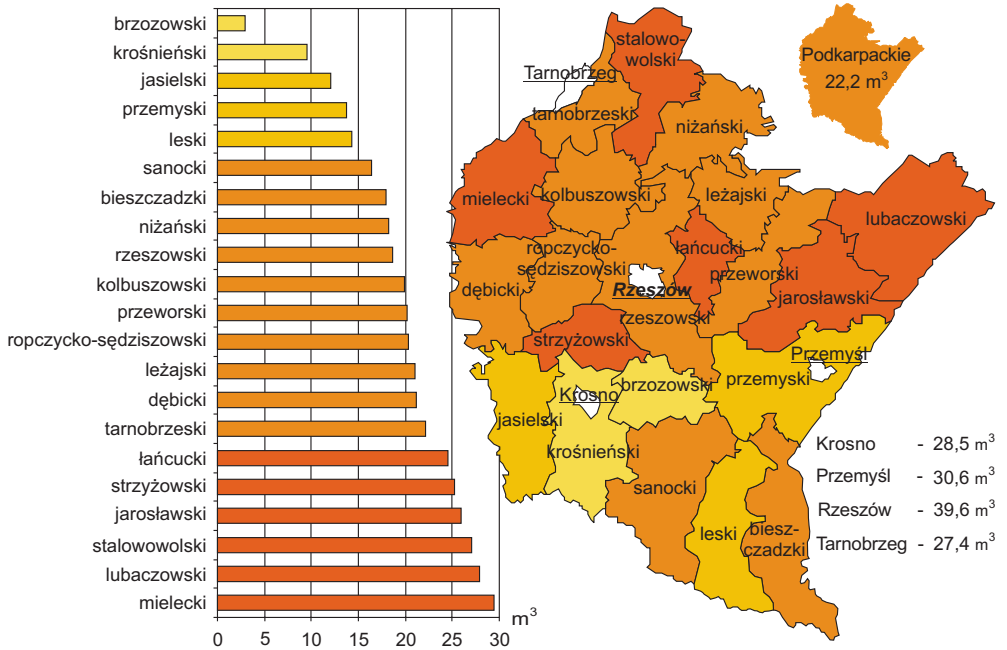 brzozowski
krośnieński
jasielski
przemyski
leski
sanocki
bieszczadzki
niżański
rzeszowski
kolbuszowski
przeworski
ropczycko-sędziszowski
leżajski
dębicki
tarnobrzeski
łańcucki
strzyżowski
jarosławski
stalowowolski
lubaczowski
mielecki
0 5 10 15 20 25 30
m³
stalowo-
wolski
Tarnobrzeg
tarnobrzeski
niżański
mielecki
kolbuszowski
leżajski
lubaczowski
ropczycko-
sędziszowski
łańcucki
przeworski
dębicki
Rzeszów
jarosławski
rzeszowski
strzyżowski
Przemyśl
przemyski
brzozowski
Krosno
jasielski
krośnieński
sanocki
leski
biesz-
czadzki
Podkarpackie
22,2 m³
Krosno - 28,5 m³
Przemyśl - 30,6 m³
Rzeszów - 39,6 m³
Tarnobrzeg - 27,4 m³